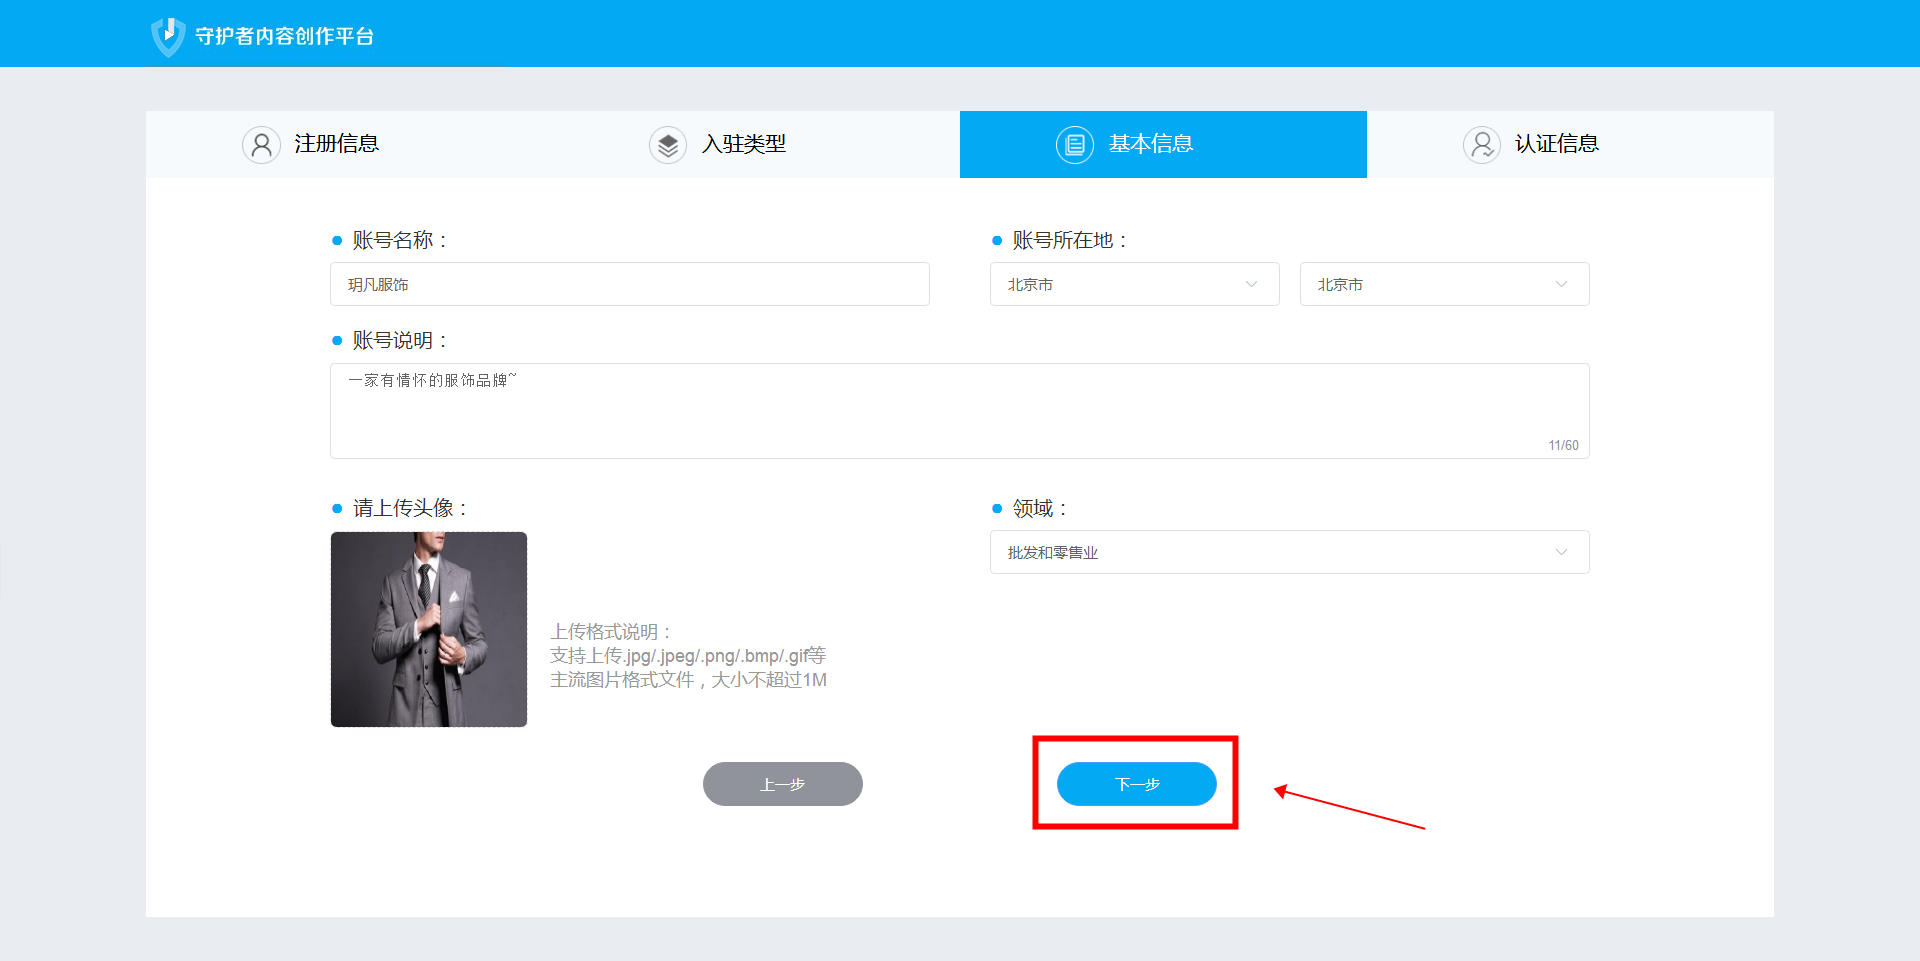 守护者内容创作平台
注册信息
入驻类型
基本信息
认证信息
账号名称：
账号所在地：
玥凡服饰
北京市
北京市
账号说明：
一家有情怀的服饰品牌~
11/60
请上传头像：
领域：
批发和零售业
上传格式说明：
支持上传.jpg/.jpeg/.png/.bmp/.gif等
主流图片格式文件，大小不超过1M
上一步
下一步